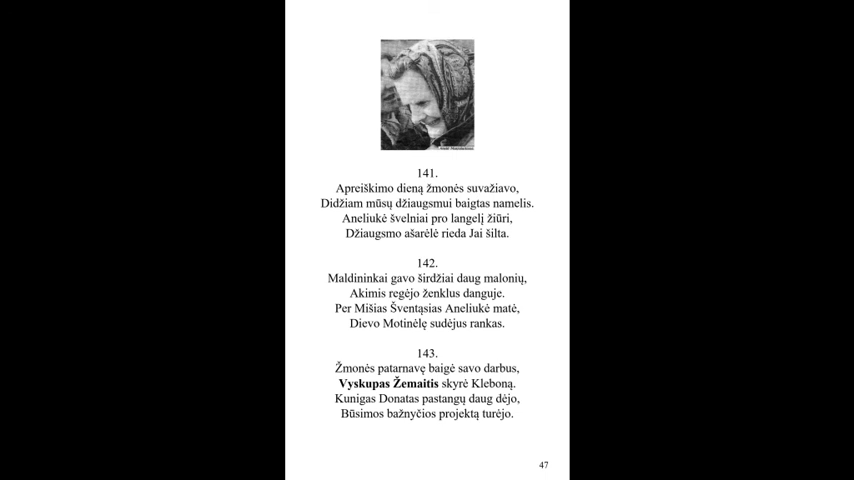 141.
Apreiškimo dieną žmonės suvažiavo,
Didžiam mūsų džiaugsmui baigtas namelis.
Aneliukė švelniai pro langelį žiūri,
Džiaugsmo ašarėlė rieda Jai šilta.
142.
Maldininkai gavo širdžiai daug malonių,
Akimis regėjo ženklus danguje.
Per Mišias Šventąsias Aneliukė matė,
Dievo Motinėlę sudėjus rankas.
143.
Žmonės patarnavę baigė savo darbus,
Vyskupas Žemaitis skyrė Kleboną.
Kunigas Donatas pastangų daug dėjo,
Būsimos bažnyčios projektą turėjo.
47